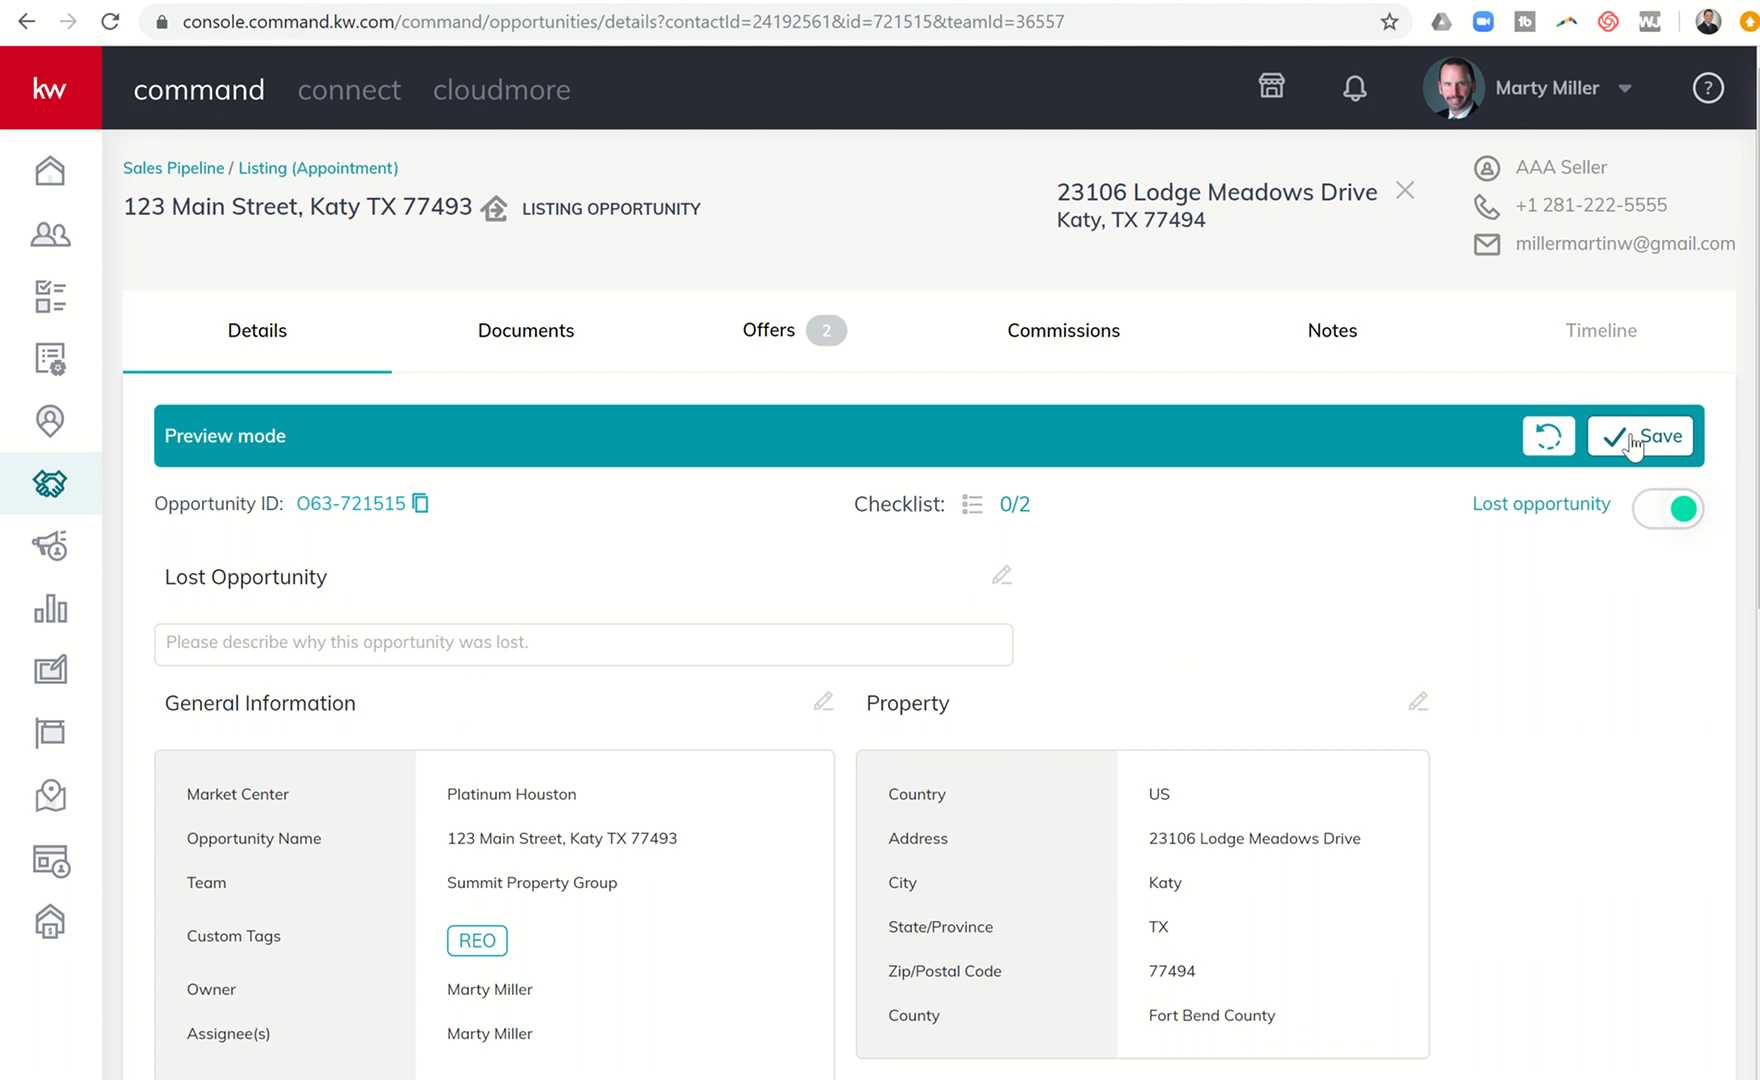 console.command.kw.com/command/opportunities/details?contactId=24192561&id=721515&teamId=36557
kw command connect cloudmore Marty Miller ?
Sales Pipeline / Listing (Appointment)
123 Main Street, Katy TX 77493 LISTING OPPORTUNITY
23106 Lodge Meadows Drive
Katy, TX 77494
AAA Seller
+1 281-222-5555
millermartinw@gmail.com
Details Documents Offers 2 Commissions Notes Timeline
Preview mode Save
Opportunity ID: O63-721515 Checklist: 0/2 Lost opportunity
Lost Opportunity
Please describe why this opportunity was lost.
General Information
Market Center Platinum Houston
Opportunity Name 123 Main Street, Katy TX 77493
Team Summit Property Group
Custom Tags REO
Owner Marty Miller
Assignee(s) Marty Miller
Property
Country US
Address 23106 Lodge Meadows Drive
City Katy
State/Province TX
Zip/Postal Code 77494
County Fort Bend County